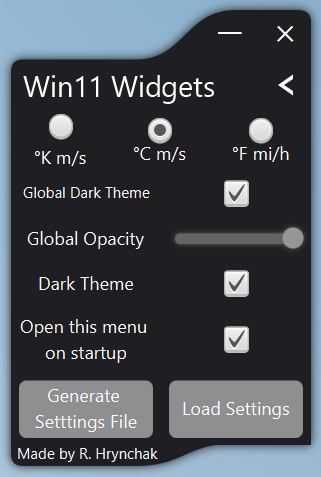 Win11 Widgets
°K m/s
°C m/s
°F mi/h
Global Dark Theme
Global Opacity
Dark Theme
Open this menu
on startup
Generate
Setttings File
Load Settings
Made by R. Hrynchak